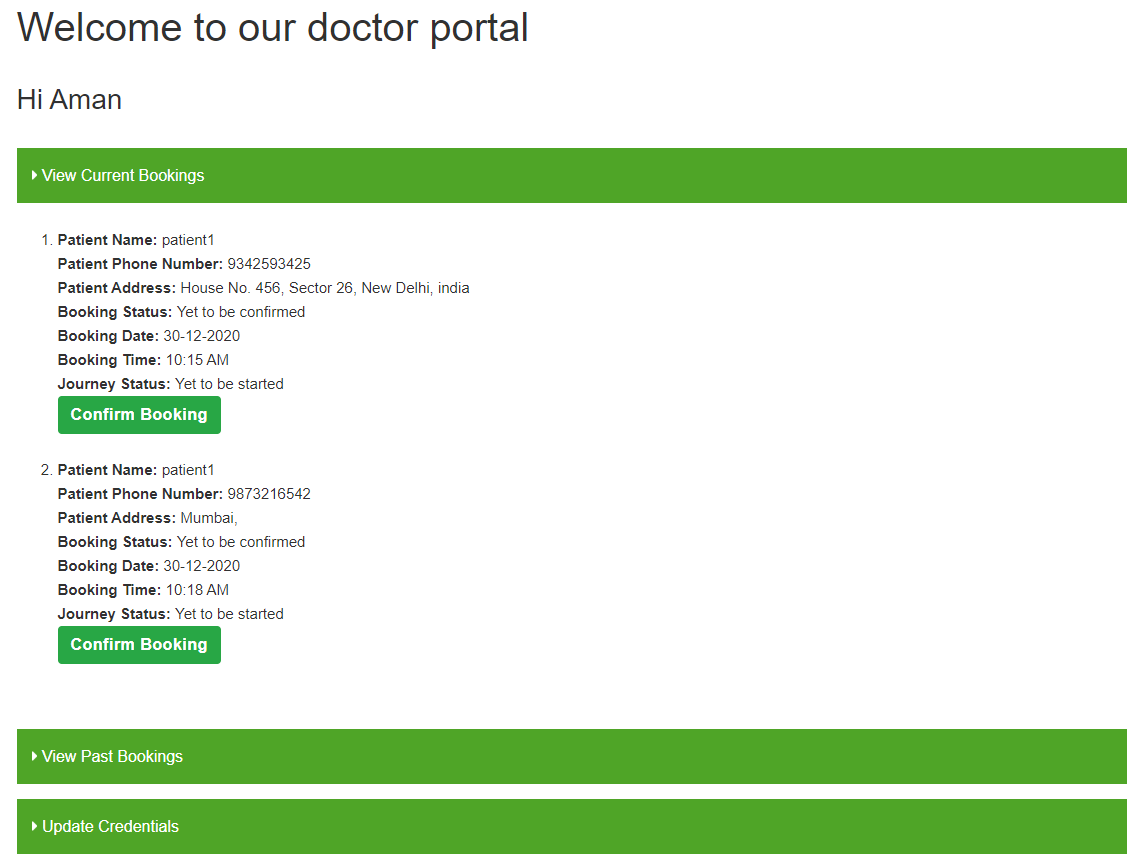 Welcome to our doctor portal
Hi Aman
View Current Bookings
1. Patient Name: patient1
Patient Phone Number: 9342593425
Patient Address: House No. 456, Sector 26, New Delhi, india
Booking Status: Yet to be confirmed
Booking Date: 30-12-2020
Booking Time: 10:15 AM
Journey Status: Yet to be started
Confirm Booking
2. Patient Name: patient1
Patient Phone Number: 9873216542
Patient Address: Mumbai,
Booking Status: Yet to be confirmed
Booking Date: 30-12-2020
Booking Time: 10:18 AM
Journey Status: Yet to be started
Confirm Booking
View Past Bookings
Update Credentials